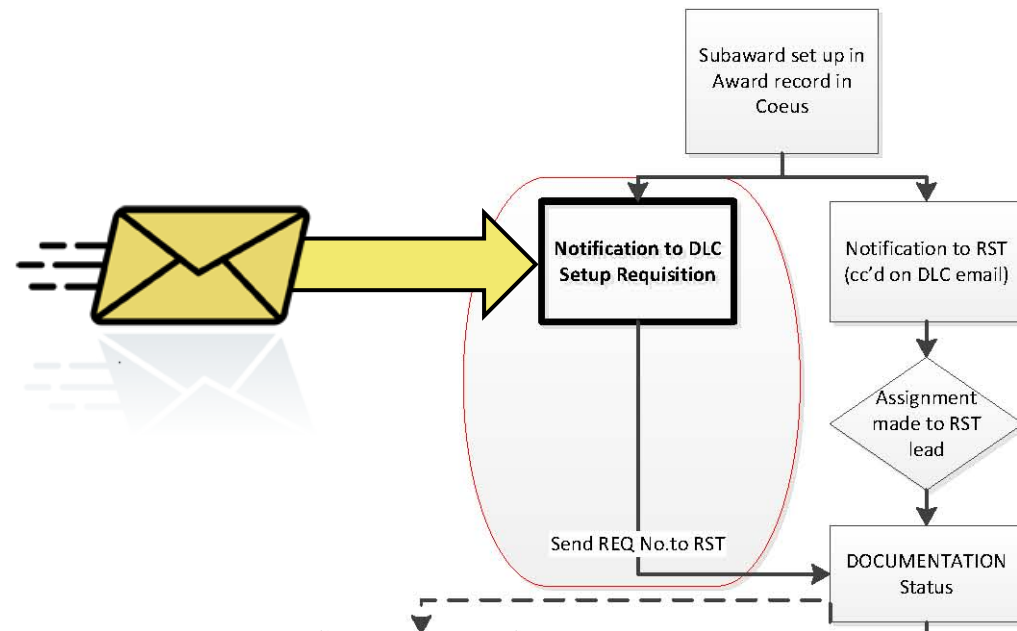 Subaward set up in
Award record in
Coeus
Notification to DLC
Setup Requisition
Notification to RST
(cc'd on DLC email)
Assignment
made to RST
lead
Send REQ No.to RST
DOCUMENTATION
Status